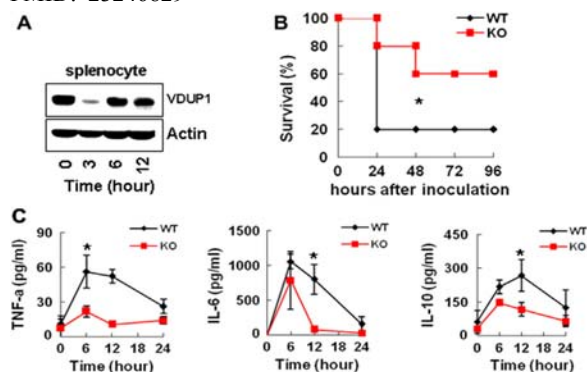 PMID: 23246829
A
splenocyte
VDUP1
Actin
0 3 6 12
Time (hour)
B
WT
KO
Survival (%)
100
80
60
40
20
0
*
0 24 48 72 96
hours after inoculation
C
WT
KO
TNF-a (pg/ml)
90
60
30
0
*
0 6 12 18 24
Time (hour)
WT
KO
IL-6 (pg/ml)
1500
1000
500
0
*
0 6 12 18 24
Time (hour)
WT
KO
IL-10 (pg/ml)
450
300
150
0
*
0 6 12 18 24
Time (hour)